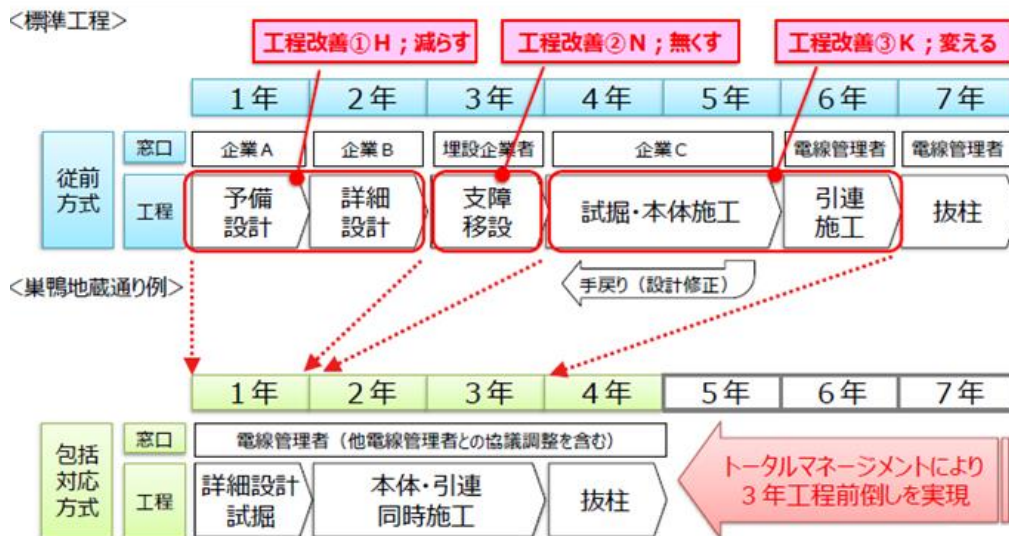 <標準工程>
工程改善①H；減らす
工程改善②N；無くす
工程改善③K；変える
1年 2年 3年 4年 5年 6年 7年
従前方式
窓口
企業A
企業B
埋設企業者
企業C
電線管理者
電線管理者
工程
予備
設計
詳細
設計
支障
移設
試掘・本体施工
引連
施工
抜柱
手戻り（設計修正）
<巣鴨地蔵通り例>
1年 2年 3年 4年 5年 6年 7年
包括
対応
方式
窓口
電線管理者（他電線管理者との協議調整を含む）
工程
詳細設計
試掘
本体・引連
同時施工
抜柱
トータルマネージメントにより
3年工程前倒しを実現